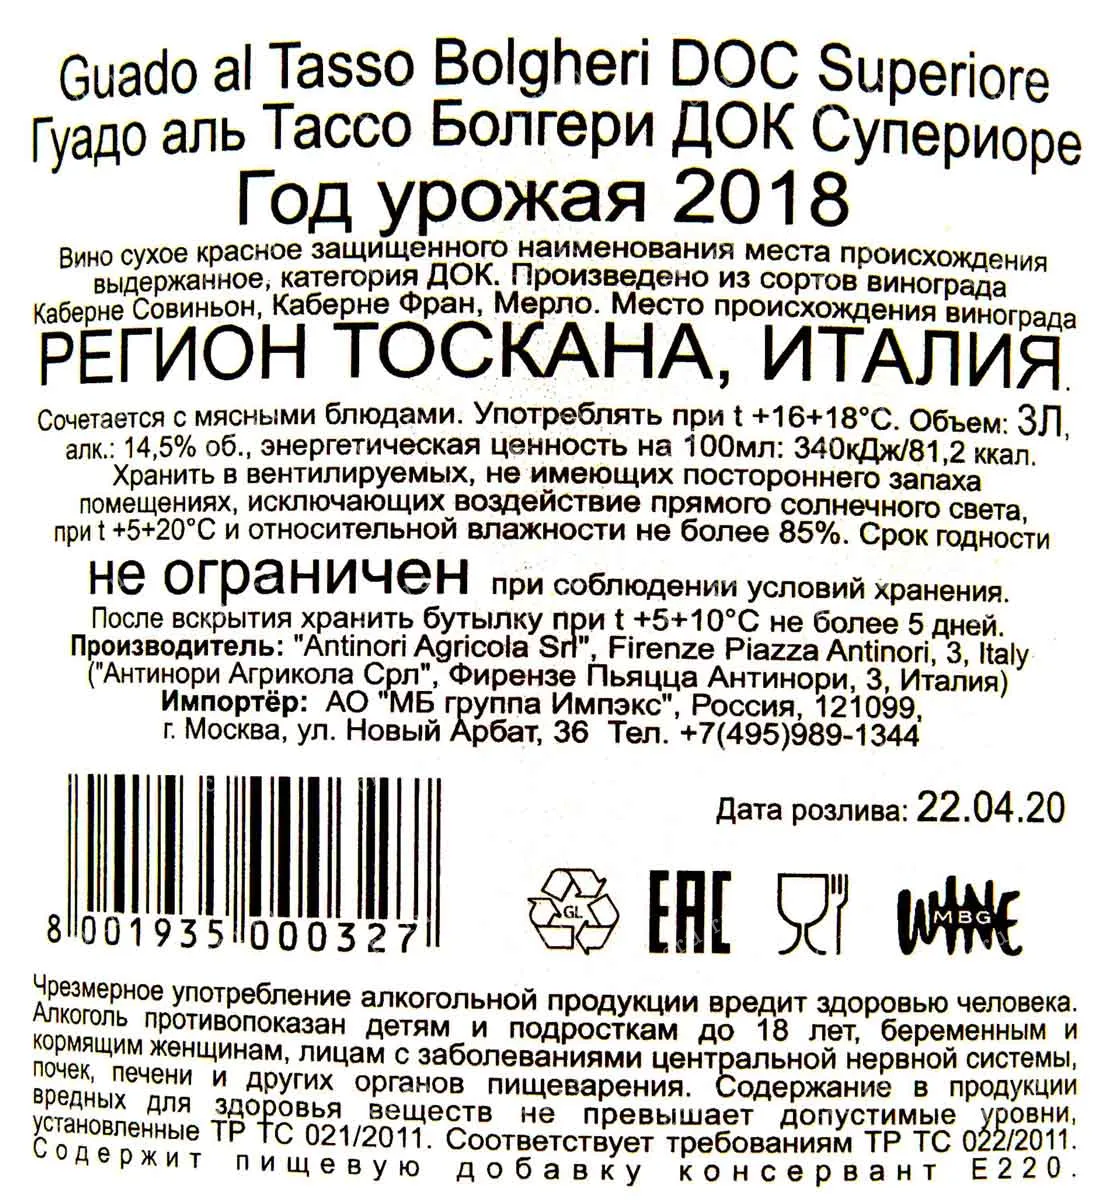 Guado al Tasso Bolgheri DOC Superiore
Гуадо аль Тассо Болгери ДОК Супериоре
Год урожая 2018
Вино сухое красное защищенного наименования места происхождения
выдержанное, категория ДОК. Произведено из сортов винограда
Каберне Совиньон, Каберне Фран, Мерло. Место происхождения винограда
РЕГИОН ТОСКАНА, ИТАЛИЯ.
Сочетается с мясными блюдами. Употреблять при t +16+18°С. Объем: 3Л,
алк.: 14,5% об., энергетическая ценность на 100мл: 340кДж/81,2 ккал.
Хранить в вентилируемых, не имеющих постороннего запаха
помещениях, исключающих воздействие прямого солнечного света,
при t +5+20°С и относительной влажности не более 85%. Срок годности
не ограничен при соблюдении условий хранения.
После вскрытия хранить бутылку при t +5+10°С не более 5 дней.
Производитель: "Antinori Agricola Srl", Firenze Piazza Antinori, 3, Italy
("Антинори Агрикола Срл", Фирензе Пьяцца Антинори, 3, Италия)
Импортёр: АО "МБ группа Импэкс", Россия, 121099,
г. Москва, ул. Новый Арбат, 36 Тел. +7(495)989-1344
Дата розлива: 22.04.20
8 001935 000327
GL
EAC
WINE
MBG
Чрезмерное употребление алкогольной продукции вредит здоровью человека.
Алкоголь противопоказан детям и подросткам до 18 лет, беременным и
кормящим женщинам, лицам с заболеваниями центральной нервной системы,
почек, печени и других органов пищеварения. Содержание в продукции
вредных для здоровья веществ не превышает допустимые уровни,
установленные ТР ТС 021/2011. Соответствует требованиям ТР ТС 022/2011.
Содержит пищевую добавку консервант Е220.